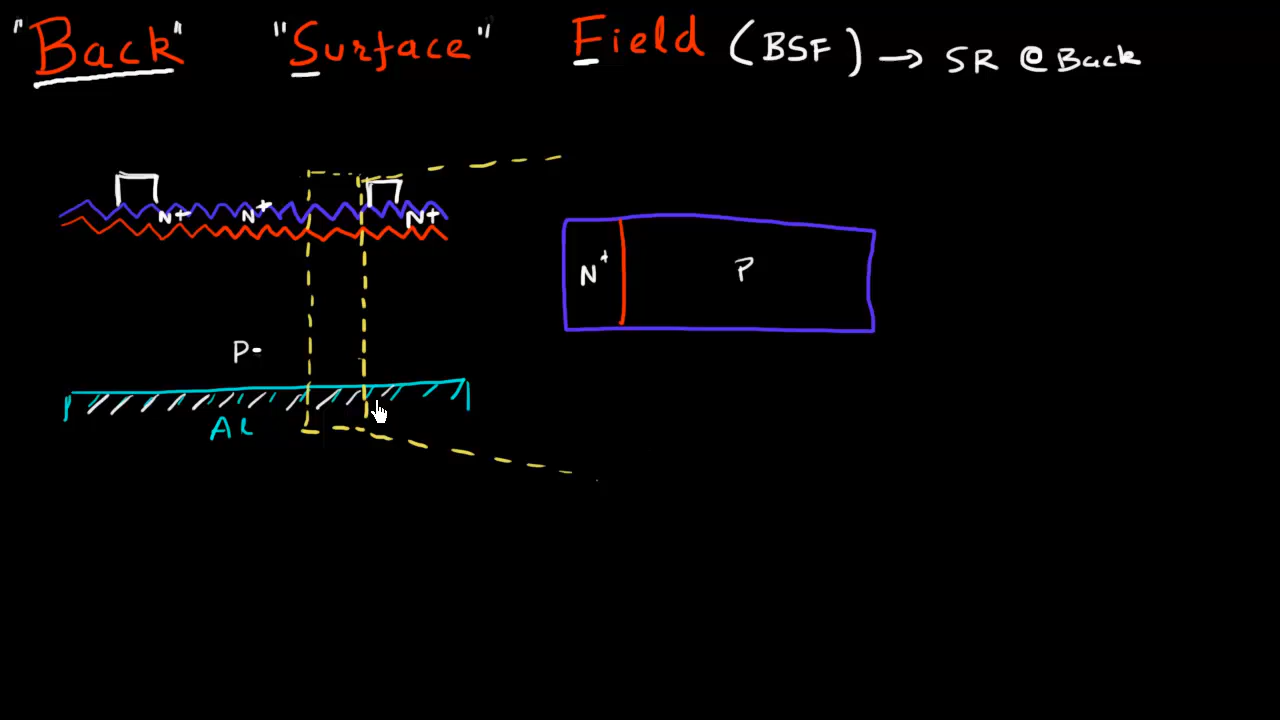 "Back" "Surface" Field (BSF) → SR @ Back
N+ N+ N+
N+ P
P-
Al